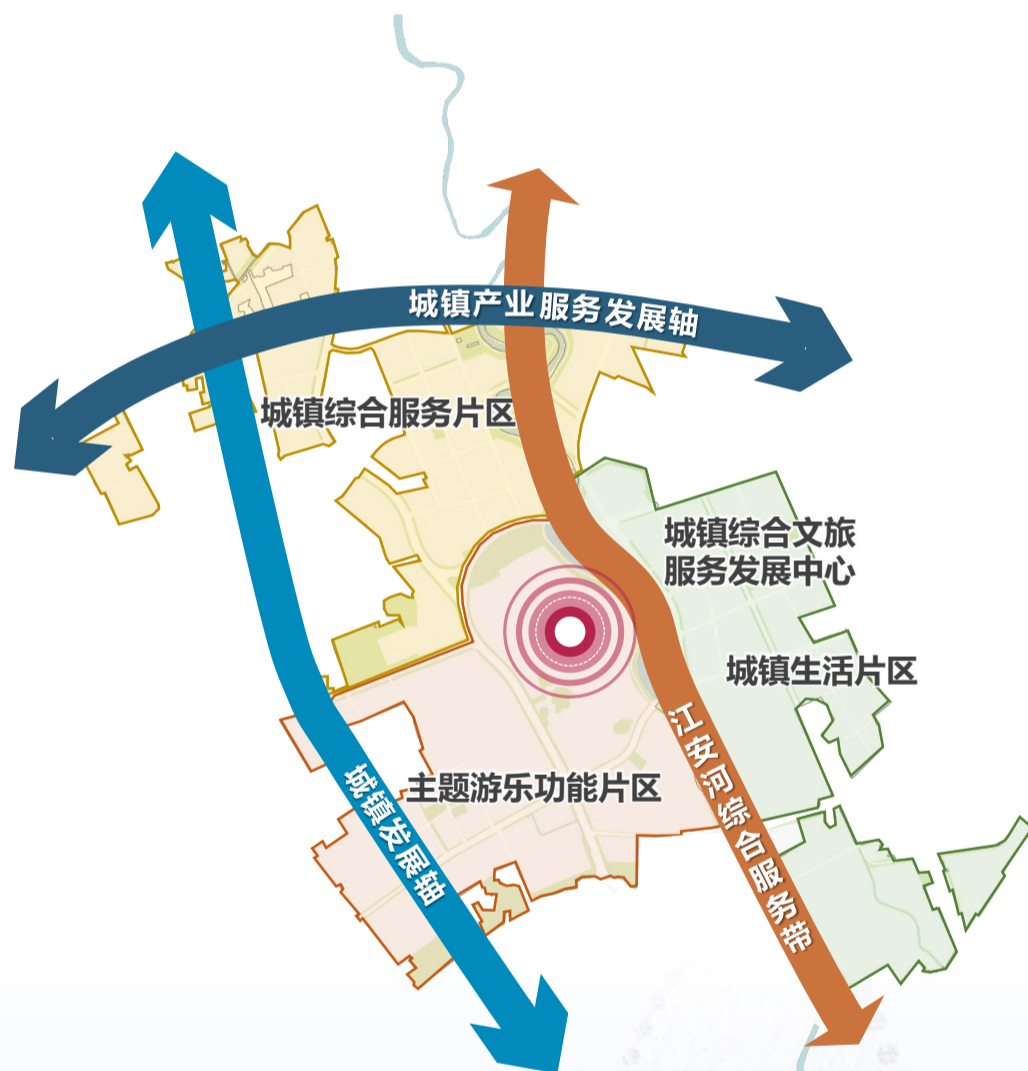 城镇产业服务发展轴
城镇综合服务片区
城镇综合文旅
服务发展中心
城镇生活片区
江安河综合服务带
主题游乐功能片区
城镇发展轴